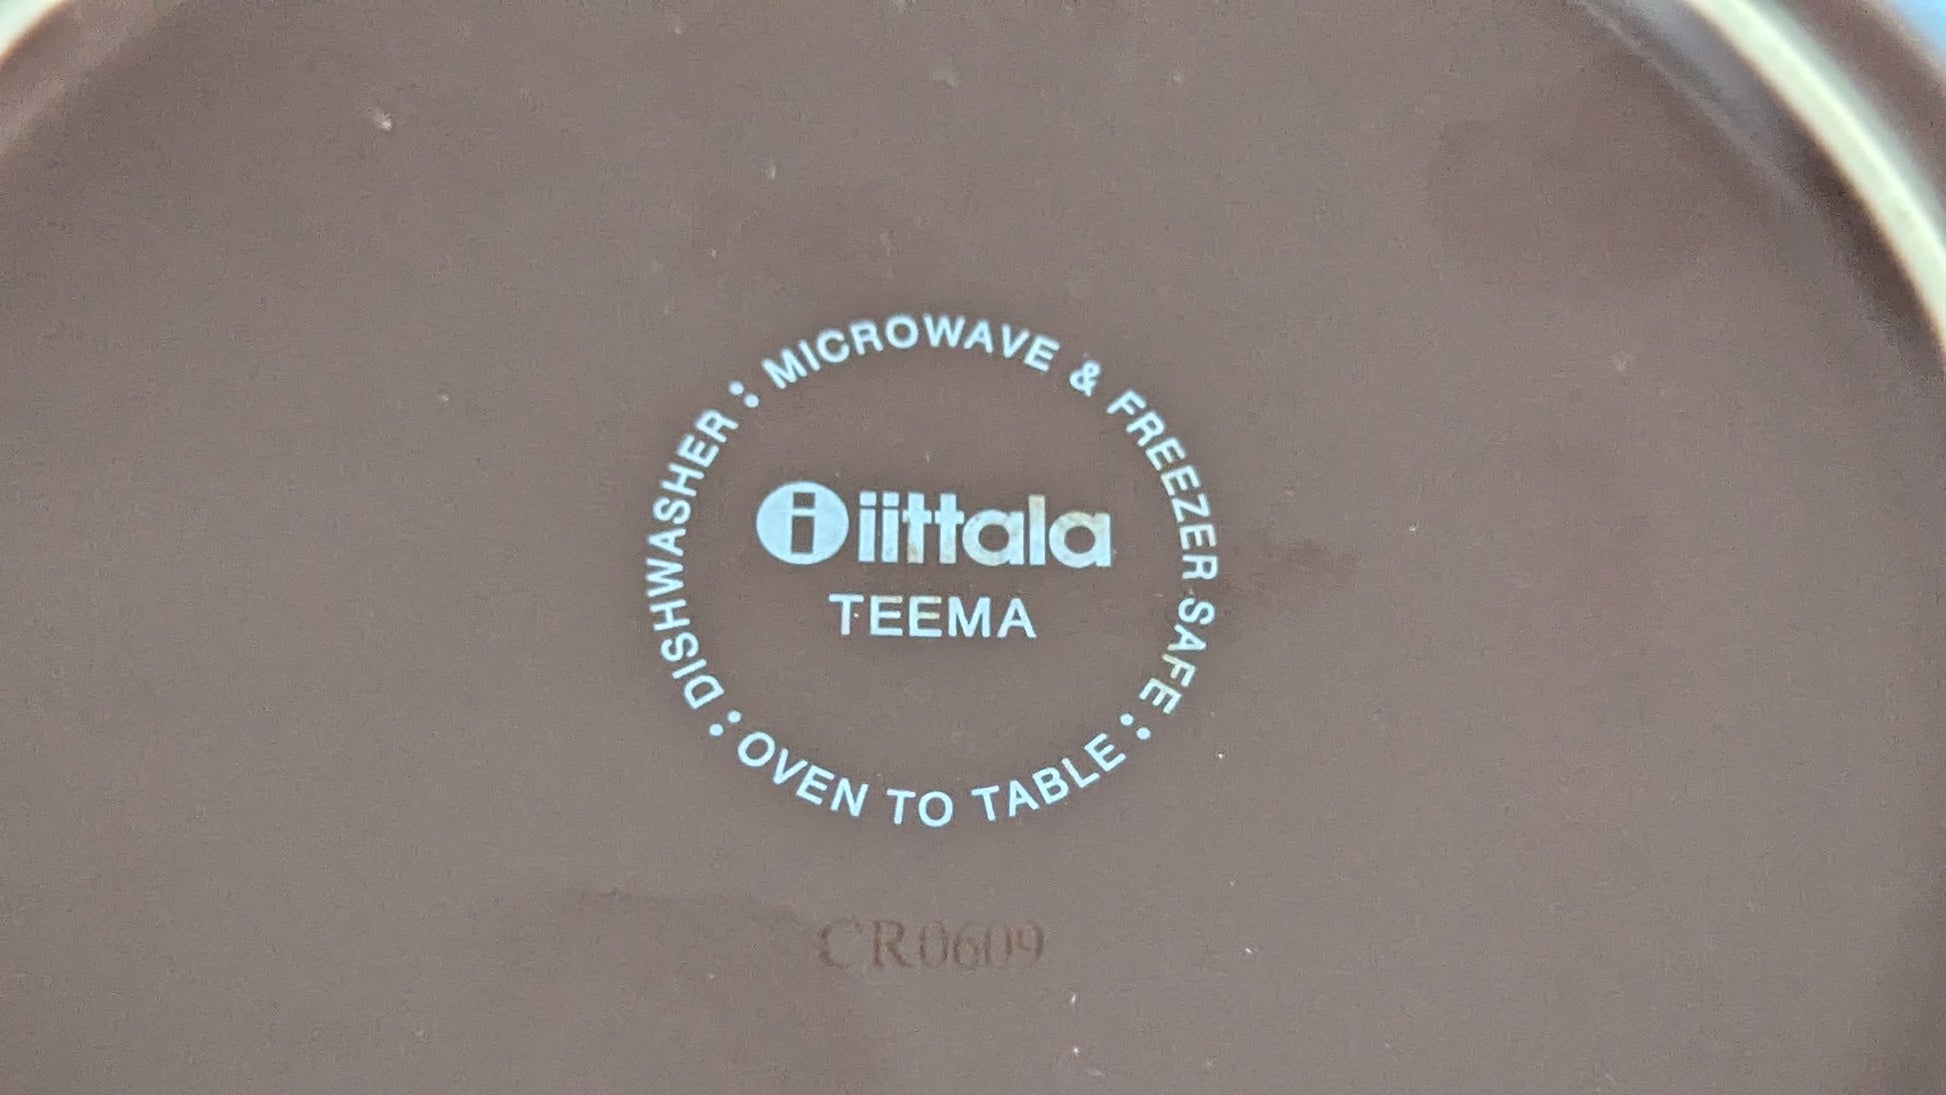 DISHWASHER : MICROWAVE & FREEZER SAFE : OVEN TO TABLE :
i iittala
TEEMA
CR0609